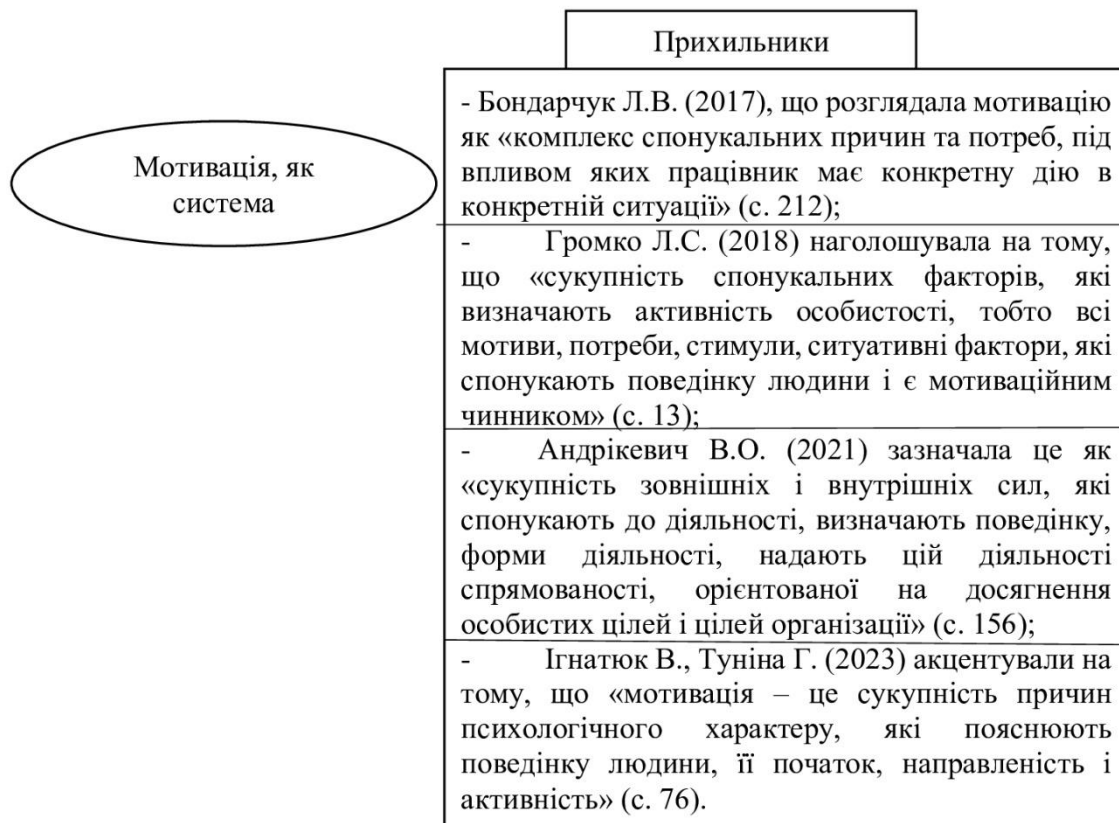 Прихильники
Мотивація, як
система
- Бондарчук Л.В. (2017), що розглядала мотивацію
як «комплекс спонукальних причин та потреб, під
впливом яких працівник має конкретну дію в
конкретній ситуації» (с. 212);
- Громко Л.С. (2018) наголошувала на тому,
що «сукупність спонукальних факторів, які
визначають активність особистості, тобто всі
мотиви, потреби, стимули, ситуативні фактори, які
спонукають поведінку людини і є мотиваційним
чинником» (с. 13);
- Андрікевич В.О. (2021) зазначала це як
«сукупність зовнішніх і внутрішніх сил, які
спонукають до діяльності, визначають поведінку,
форми діяльності, надають цій діяльності
спрямованості, орієнтованої на досягнення
особистих цілей і цілей організації» (с. 156);
- Ігнатюк В., Туніна Г. (2023) акцентували на
тому, що «мотивація – це сукупність причин
психологічного характеру, які пояснюють
поведінку людини, її початок, направленість і
активність» (с. 76).